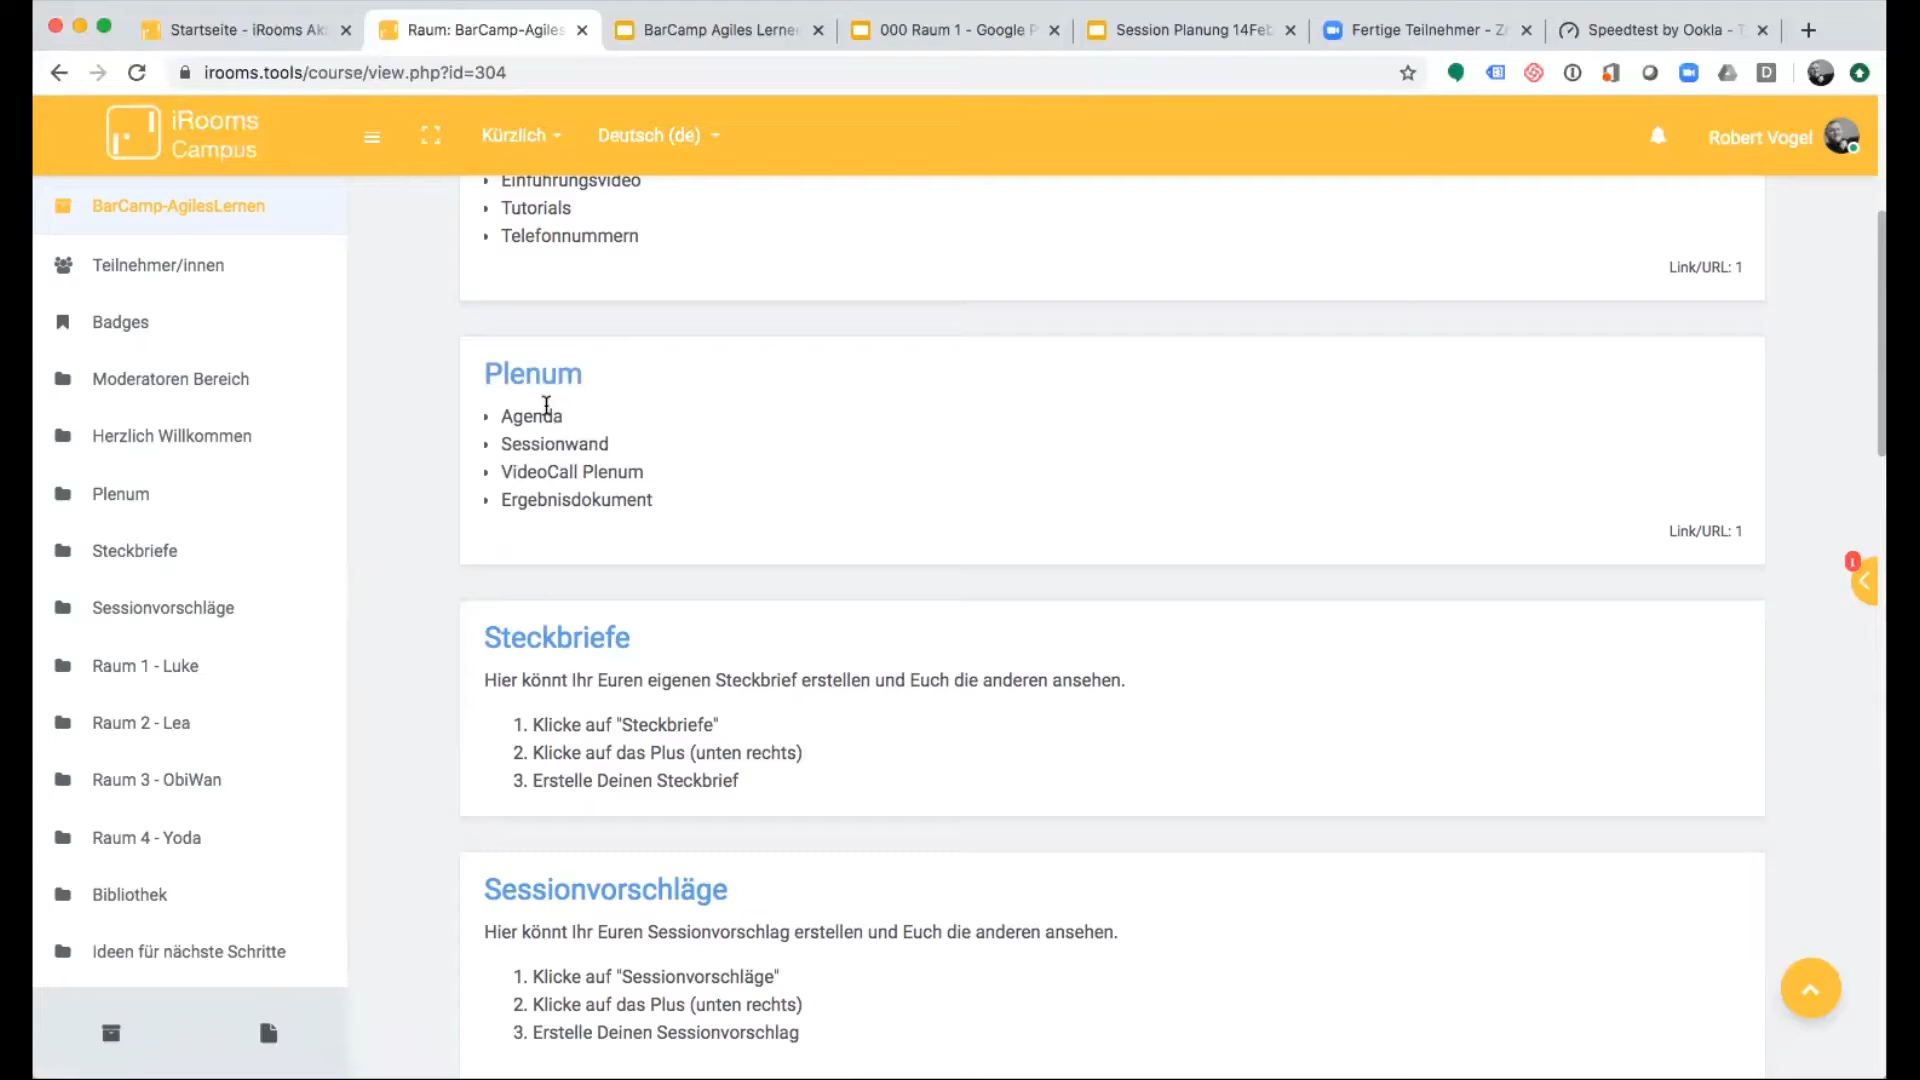 Startseite - iRooms Ak
Raum: BarCamp-Agiles
BarCamp Agiles Lerne
000 Raum 1 - Google P
Session Planung 14Feb
Fertige Teilnehmer - Z
Speedtest by Ookla - T
irooms.tools/course/view.php?id=304
iRooms
Campus
Kürzlich
Deutsch (de)
Robert Vogel
BarCamp-AgilesLernen
Teilnehmer/innen
Badges
Moderatoren Bereich
Herzlich Willkommen
Plenum
Steckbriefe
Sessionvorschläge
Raum 1 - Luke
Raum 2 - Lea
Raum 3 - ObiWan
Raum 4 - Yoda
Bibliothek
Ideen für nächste Schritte
Einführungsvideo
Tutorials
Telefonnummern
Link/URL: 1
Plenum
Agenda
Sessionwand
VideoCall Plenum
Ergebnisdokument
Link/URL: 1
Steckbriefe
Hier könnt Ihr Euren eigenen Steckbrief erstellen und Euch die anderen ansehen.
1. Klicke auf "Steckbriefe"
2. Klicke auf das Plus (unten rechts)
3. Erstelle Deinen Steckbrief
Sessionvorschläge
Hier könnt Ihr Euren Sessionvorschlag erstellen und Euch die anderen ansehen.
1. Klicke auf "Sessionvorschläge"
2. Klicke auf das Plus (unten rechts)
3. Erstelle Deinen Sessionvorschlag